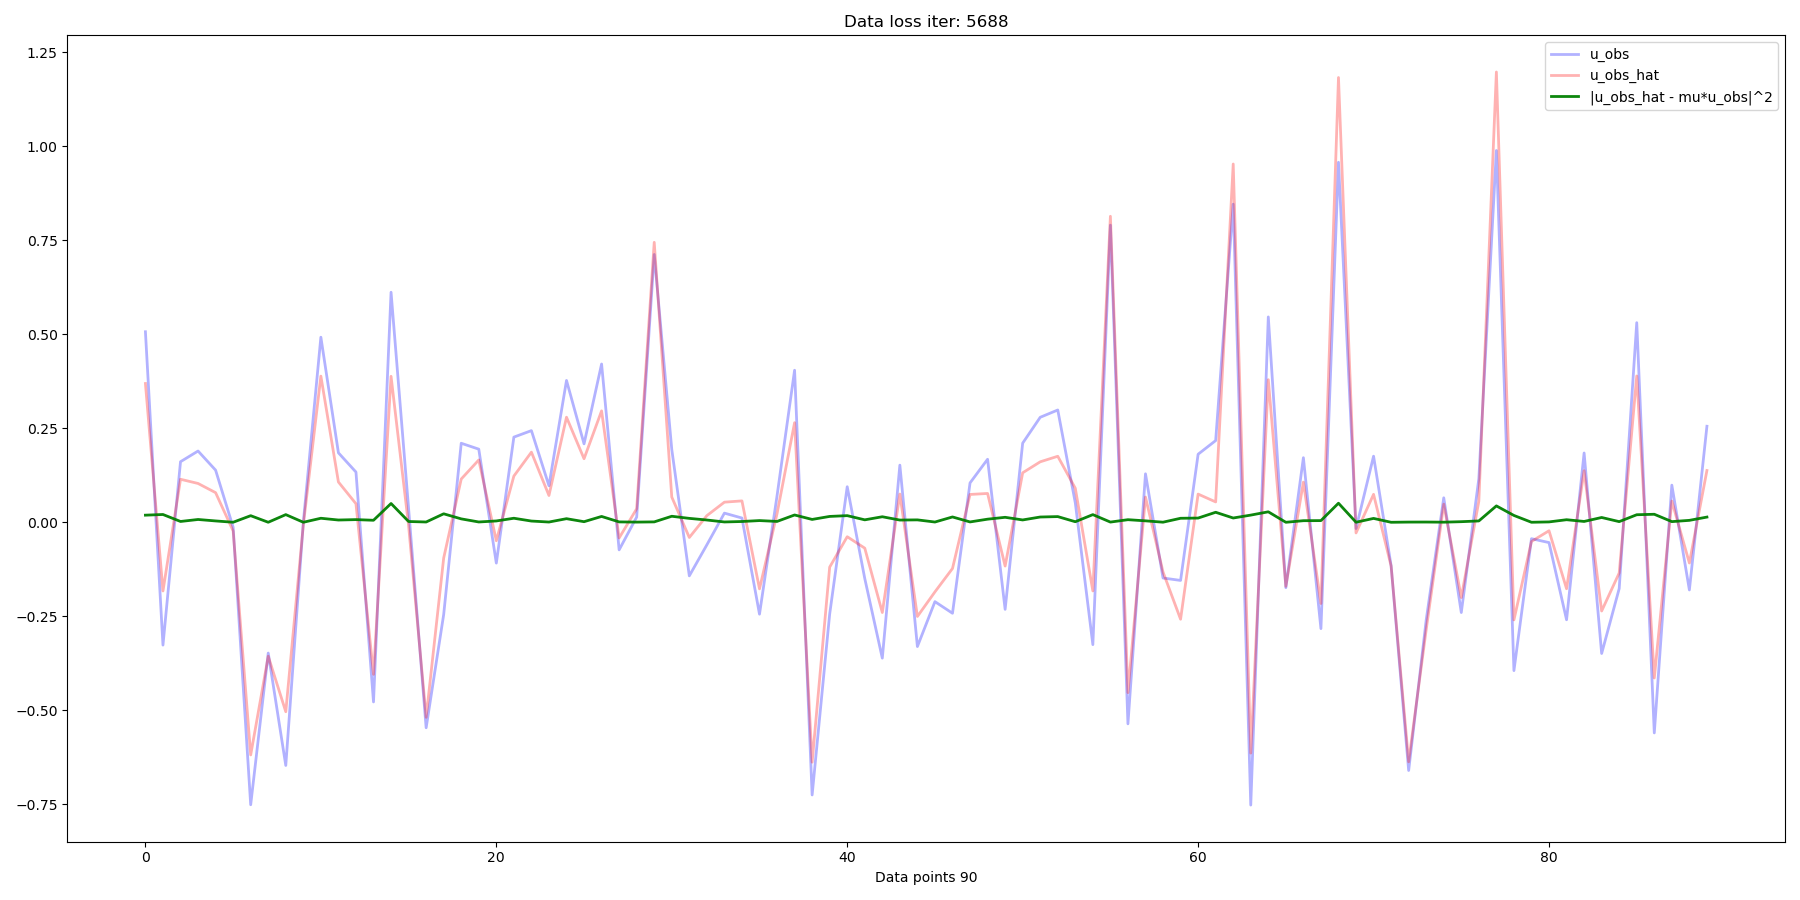 Data loss iter: 5688
u_obs
u_obs_hat
|u_obs_hat - mu*u_obs|^2
1.25
1.00
0.75
0.50
0.25
0.00
−0.25
−0.50
−0.75
0 20 40 60 80
Data points 90